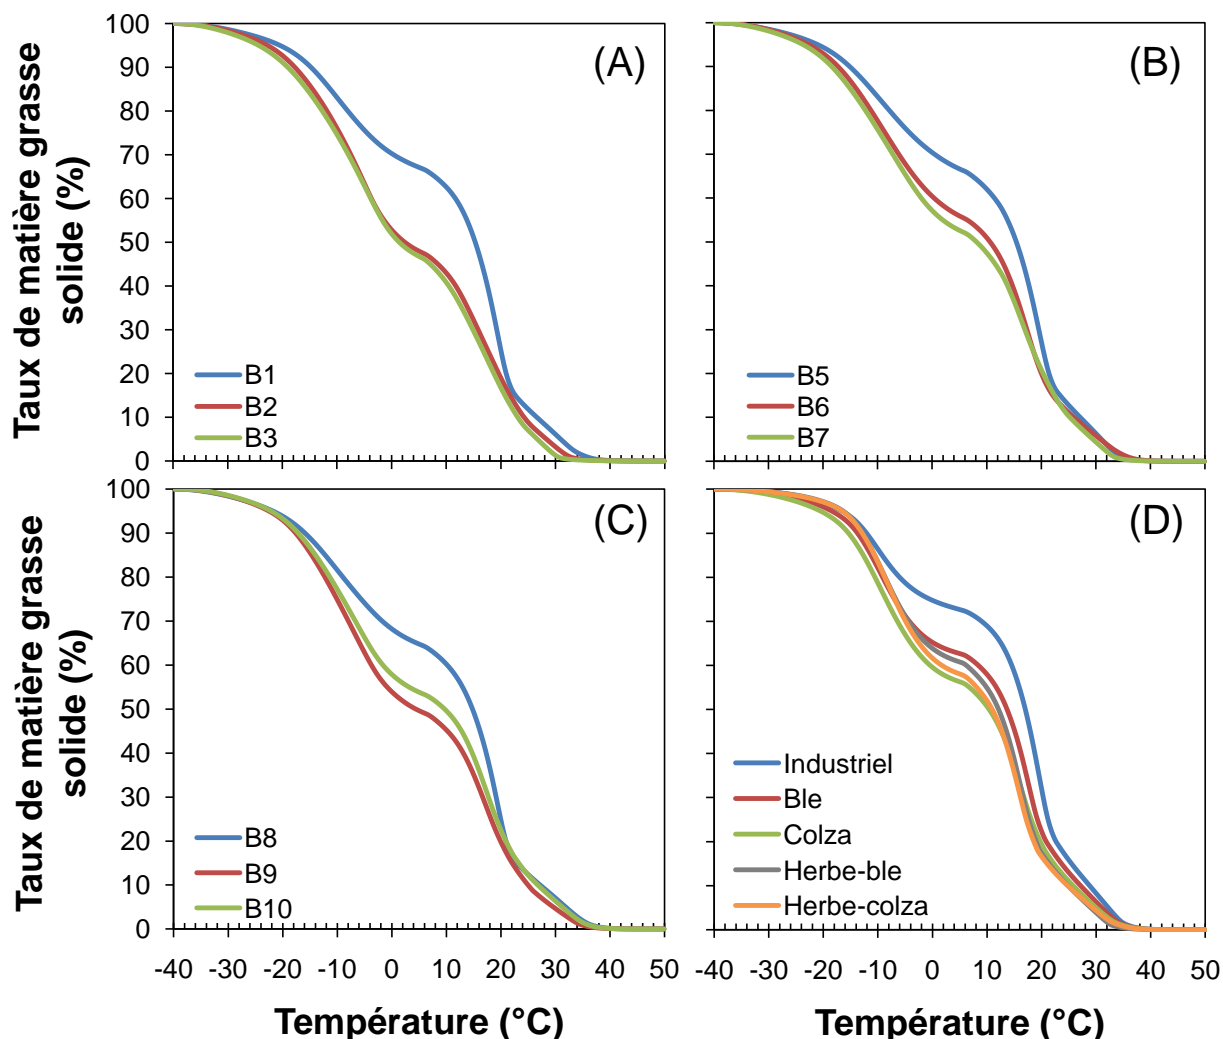 Taux de matière grasse
solide (%)
100
90
80
70
60
50
40
30
20
10
0
(A)
B1
B2
B3
(B)
B5
B6
B7
Taux de matière grasse
solide (%)
100
90
80
70
60
50
40
30
20
10
0
(C)
B8
B9
B10
-40 -30 -20 -10 0 10 20 30 40 50
Température (°C)
(D)
Industriel
Ble
Colza
Herbe-ble
Herbe-colza
-40 -30 -20 -10 0 10 20 30 40 50
Température (°C)